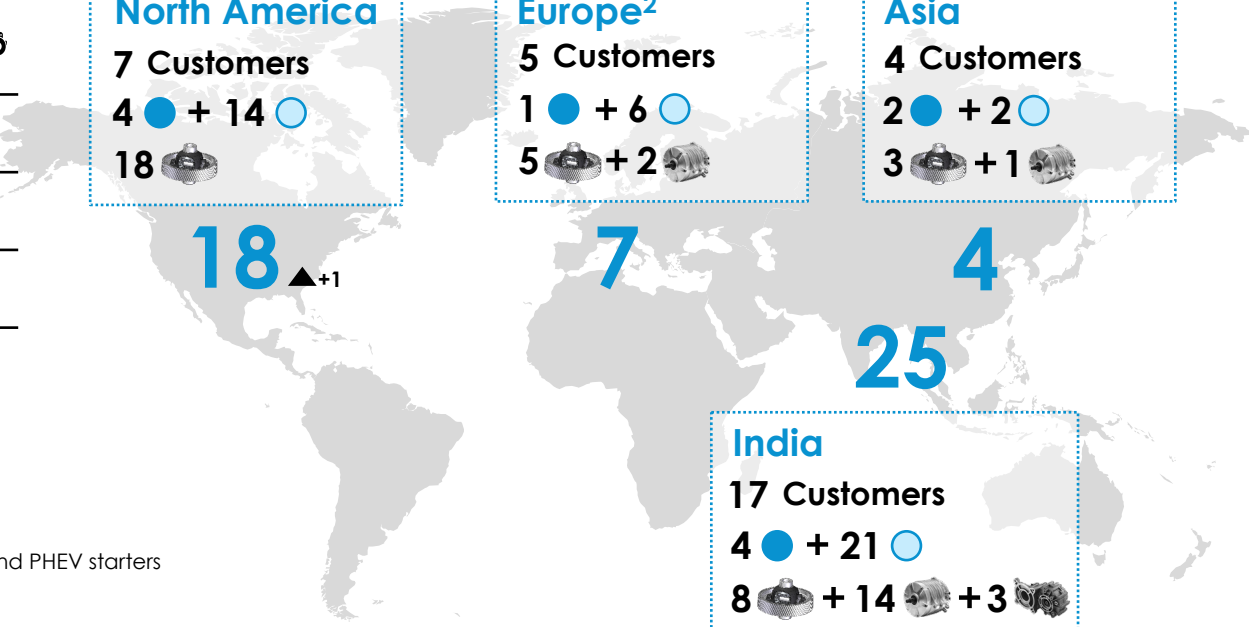 North America
7 Customers
4 + 14
18
18 ▲+1
Europe²
5 Customers
1 + 6
5 + 2
7
Asia
4 Customers
2 + 2
3 + 1
4
25
India
17 Customers
4 + 21
8 + 14 + 3
nd PHEV starters